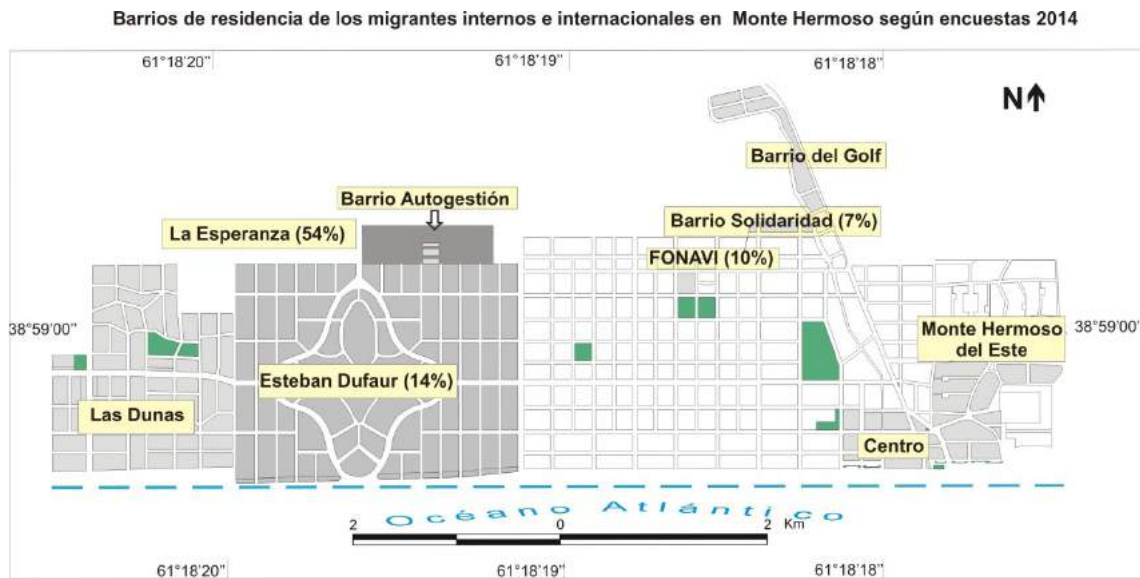 Barrios de residencia de los migrantes internos e internacionales en Monte Hermoso según encuestas 2014
61°18'20"
61°18'19"
61°18'18"
N
Barrio del Golf
Barrio Autogestión
Barrio Solidaridad (7%)
La Esperanza (54%)
FONAVI (10%)
38°59'00"
38°59'00"
Monte Hermoso
del Este
Esteban Dufaur (14%)
Las Dunas
Centro
Océano Atlántico
2
0
2
Km
61°18'20"
61°18'19"
61°18'18"